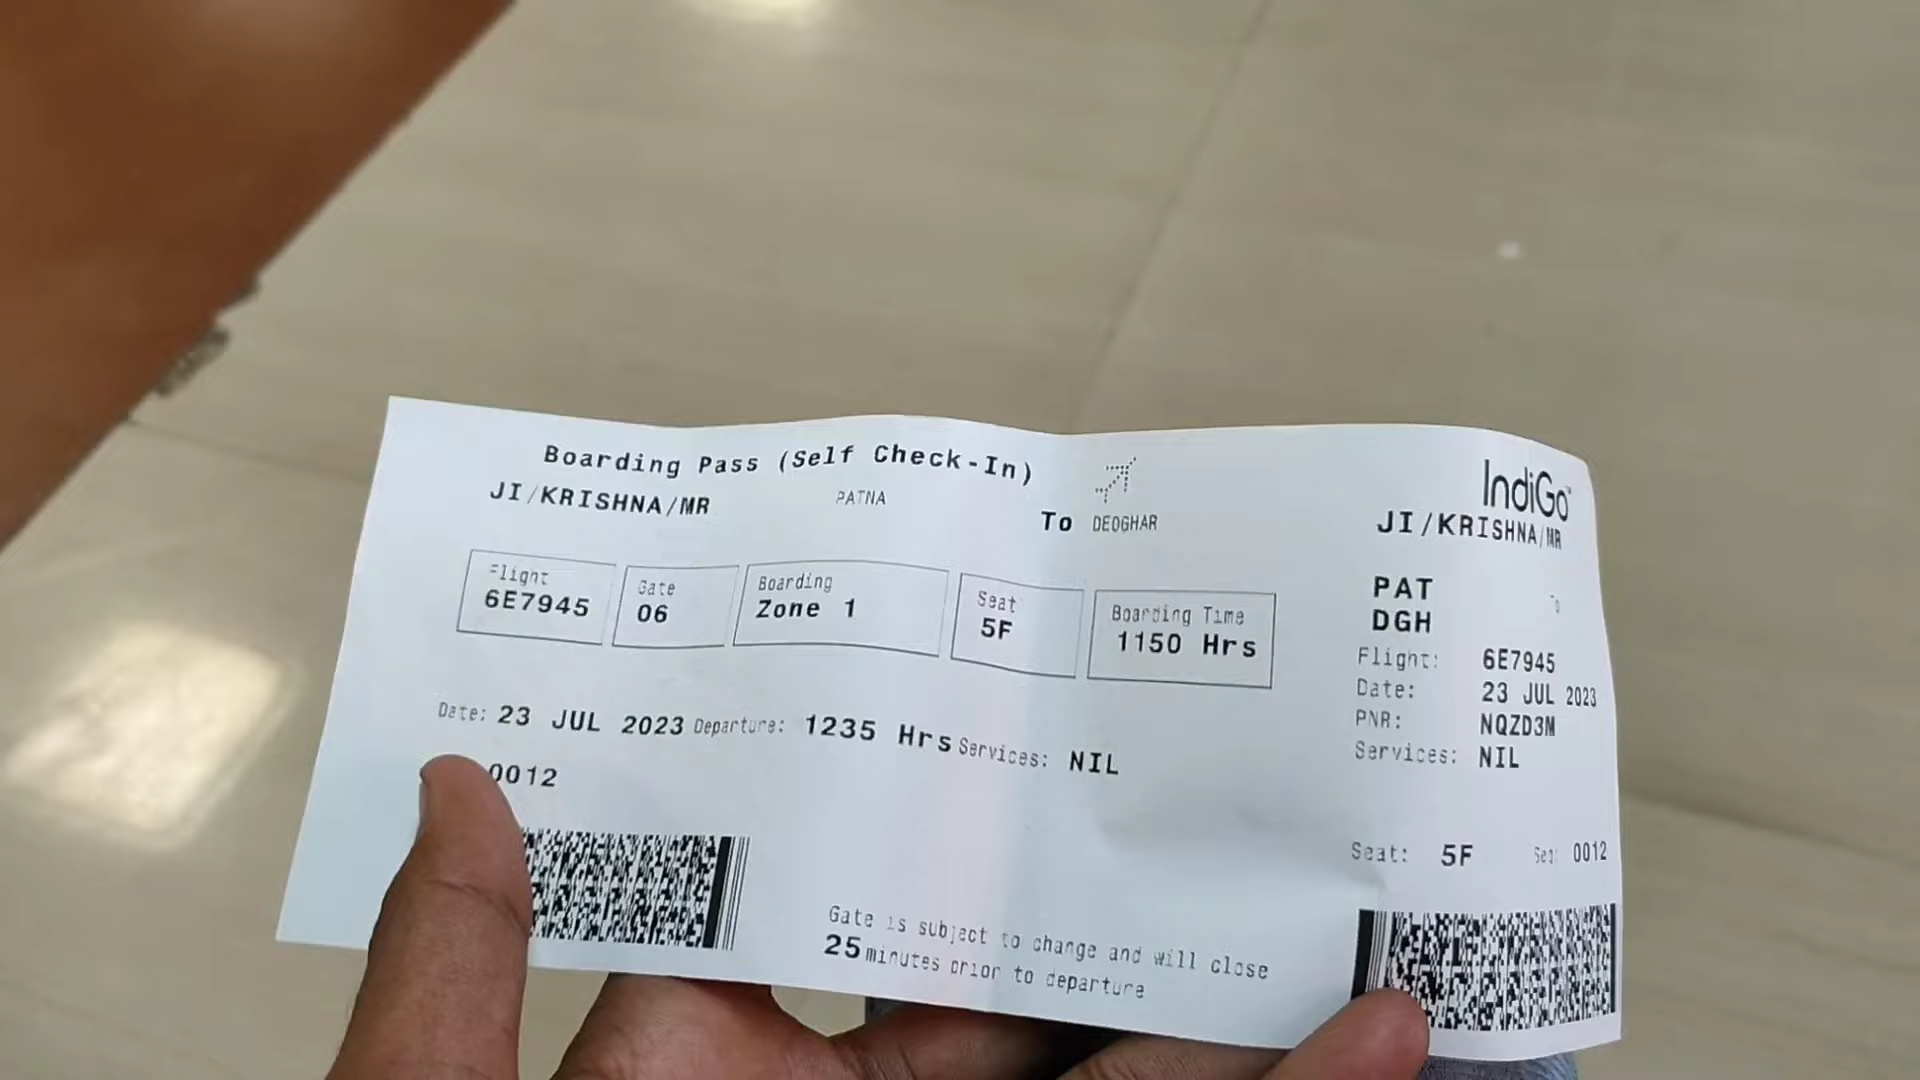 Boarding Pass (Self Check-In)
JI/KRISHNA/MR PATNA To DEOGHAR
Flight Gate Boarding Seat Boarding Time
6E7945 06 Zone 1 5F 1150 Hrs
Date: 23 JUL 2023 Departure: 1235 Hrs Services: NIL
0012
Gate is subject to change and will close
25 minutes prior to departure
IndiGo
JI/KRISHNA/MR
PAT To
DGH
Flight: 6E7945
Date: 23 JUL 2023
PNR: NQZD3M
Services: NIL
Seat: 5F Seq: 0012